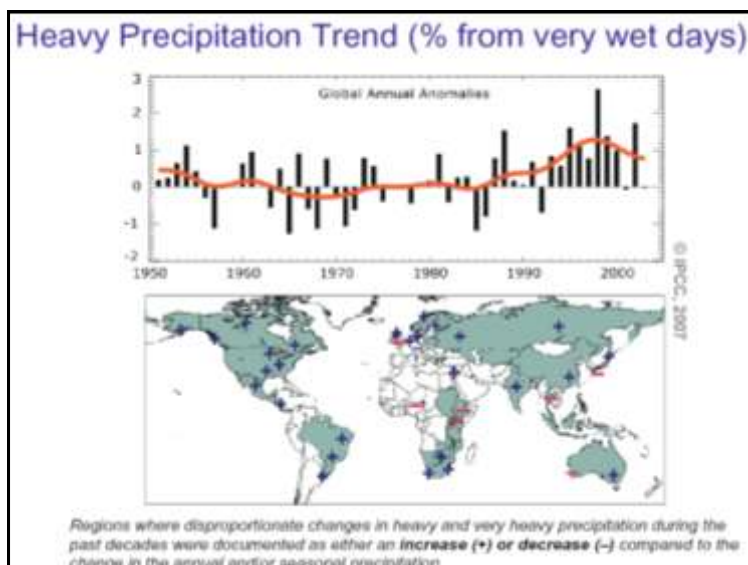 Heavy Precipitation Trend (% from very wet days)
Global Annual Anomalies
3
2
1
0
-1
-2
1950 1960 1970 1980 1990 2000
© IPCC, 2007
Regions where disproportionate changes in heavy and very heavy precipitation during the
past decades were documented as either an increase (+) or decrease (–) compared to the
change in the annual and/or seasonal precipitation